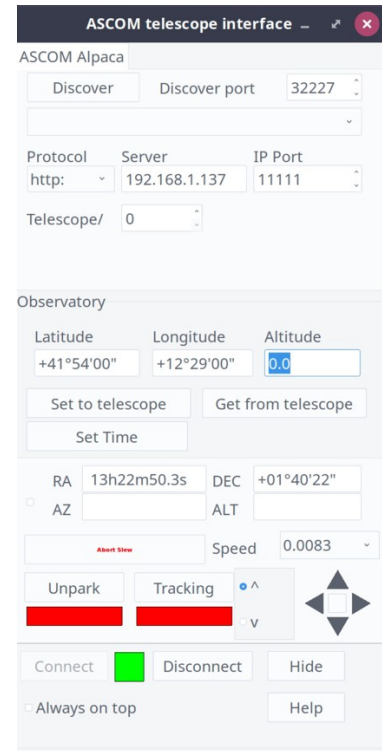 ASCOM telescope interface
ASCOM Alpaca
Discover Discover port 32227
Protocol Server IP Port
http: 192.168.1.137 11111
Telescope/ 0
Observatory
Latitude Longitude Altitude
+41°54'00" +12°29'00" 0.0
Set to telescope Get from telescope
Set Time
RA 13h22m50.3s DEC +01°40'22"
AZ ALT
Abort Slew Speed 0.0083
Unpark Tracking ^
v
Connect Disconnect Hide
Always on top Help